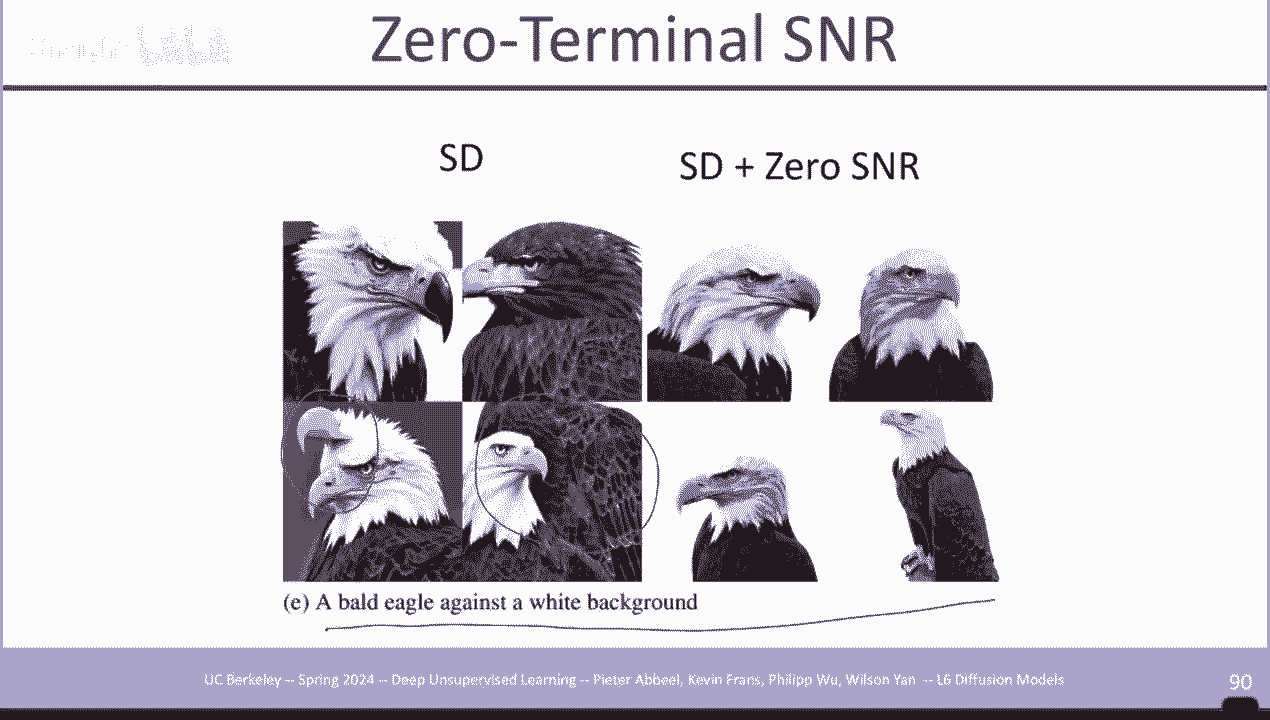 Zero-Terminal SNR
SD
SD + Zero SNR
(e) A bald eagle against a white background
UC Berkeley -- Spring 2024 -- Deep Unsupervised Learning -- Pieter Abbeel, Kevin Frans, Philipp Wu, Wilson Yan -- L6 Diffusion Models
90